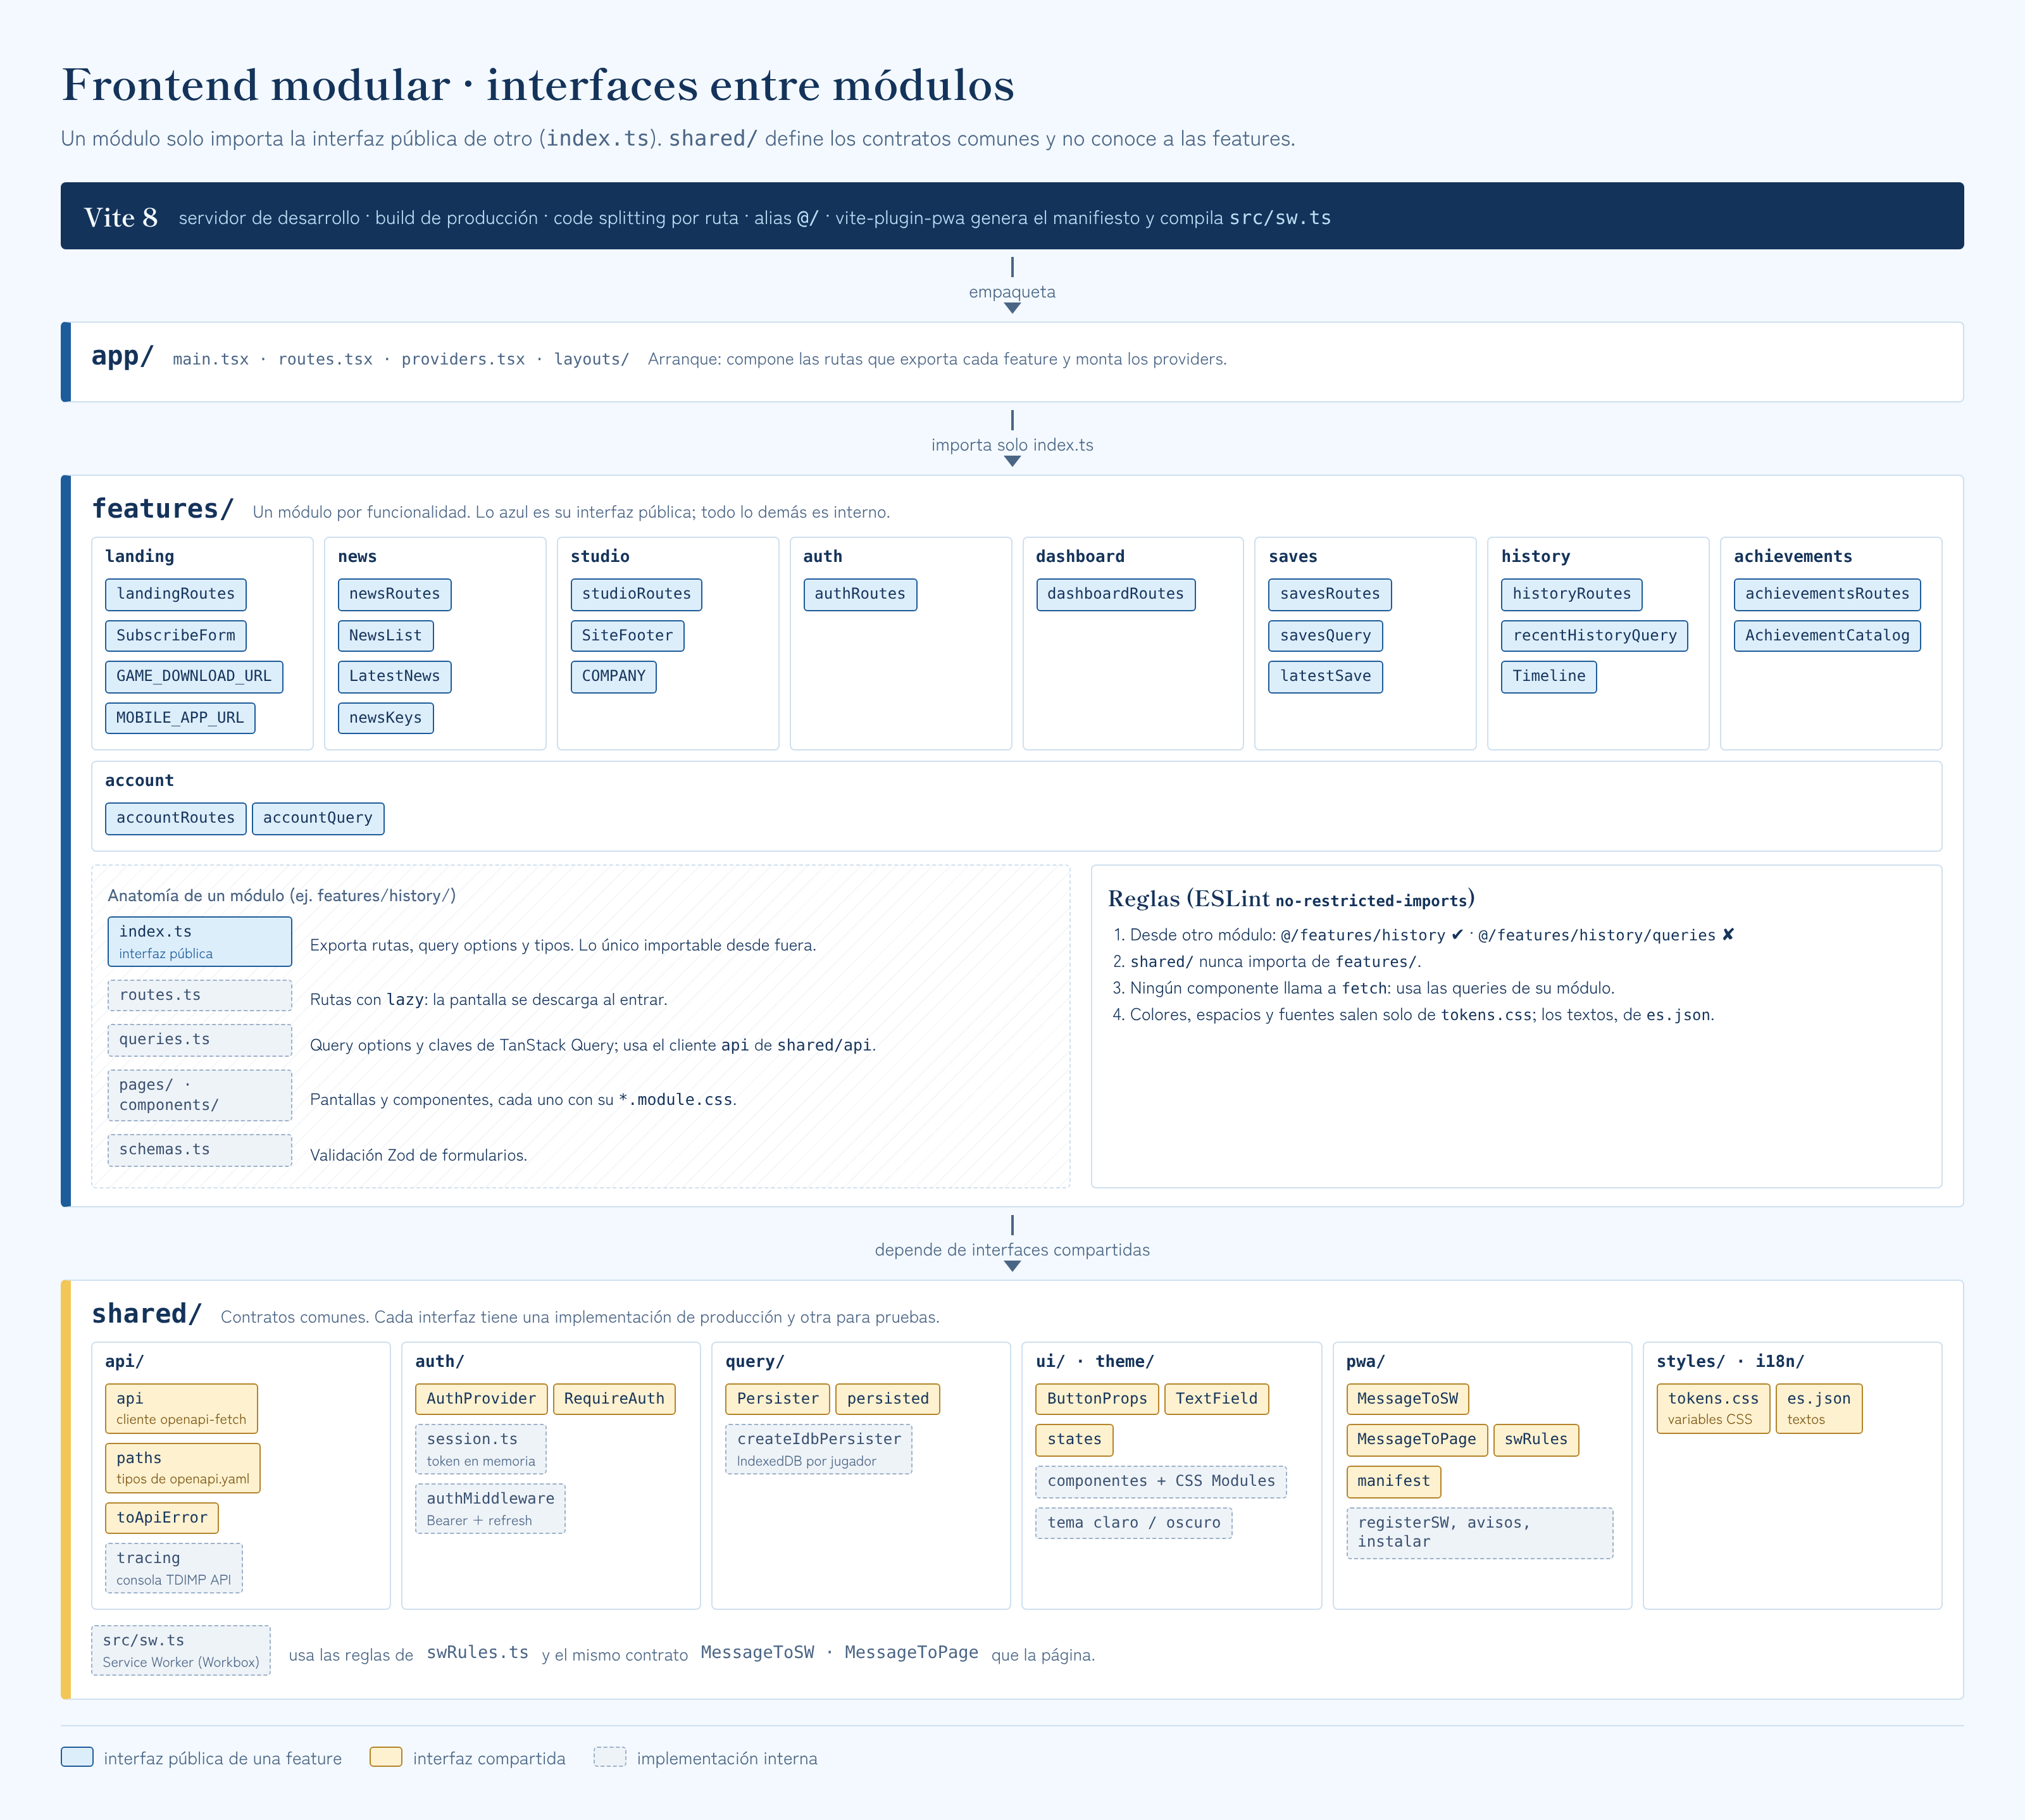 Frontend modular · interfaces entre módulos
Un módulo solo importa la interfaz pública de otro (index.ts). shared/ define los contratos comunes y no conoce a las features.
Vite 8 servidor de desarrollo · build de producción · code splitting por ruta · alias @/ · vite-plugin-pwa genera el manifiesto y compila src/sw.ts
empaqueta
app/ main.tsx · routes.tsx · providers.tsx · layouts/ Arranque: compone las rutas que exporta cada feature y monta los providers.
importa solo index.ts
features/ Un módulo por funcionalidad. Lo azul es su interfaz pública; todo lo demás es interno.
landing
landingRoutes
SubscribeForm
GAME_DOWNLOAD_URL
MOBILE_APP_URL
news
newsRoutes
NewsList
LatestNews
newsKeys
studio
studioRoutes
SiteFooter
COMPANY
auth
authRoutes
dashboard
dashboardRoutes
saves
savesRoutes
savesQuery
latestSave
history
historyRoutes
recentHistoryQuery
Timeline
achievements
achievementsRoutes
AchievementCatalog
account
accountRoutes accountQuery
Anatomía de un módulo (ej. features/history/)
index.ts
interfaz pública
Exporta rutas, query options y tipos. Lo único importable desde fuera.
routes.ts
Rutas con lazy: la pantalla se descarga al entrar.
queries.ts
Query options y claves de TanStack Query; usa el cliente api de shared/api.
pages/ ·
components/
Pantallas y componentes, cada uno con su *.module.css.
schemas.ts
Validación Zod de formularios.
Reglas (ESLint no-restricted-imports)
1. Desde otro módulo: @/features/history ✔ · @/features/history/queries ✘
2. shared/ nunca importa de features/.
3. Ningún componente llama a fetch: usa las queries de su módulo.
4. Colores, espacios y fuentes salen solo de tokens.css; los textos, de es.json.
depende de interfaces compartidas
shared/ Contratos comunes. Cada interfaz tiene una implementación de producción y otra para pruebas.
api/
api
cliente openapi-fetch
paths
tipos de openapi.yaml
toApiError
tracing
consola TDIMP API
auth/
AuthProvider RequireAuth
session.ts
token en memoria
authMiddleware
Bearer + refresh
query/
Persister persisted
createIdbPersister
IndexedDB por jugador
ui/ · theme/
ButtonProps TextField
states
componentes + CSS Modules
tema claro / oscuro
pwa/
MessageToSW
MessageToPage swRules
manifest
registerSW, avisos,
instalar
styles/ · i18n/
tokens.css
variables CSS
es.json
textos
src/sw.ts
Service Worker (Workbox)
usa las reglas de swRules.ts y el mismo contrato MessageToSW · MessageToPage que la página.
interfaz pública de una feature
interfaz compartida
implementación interna